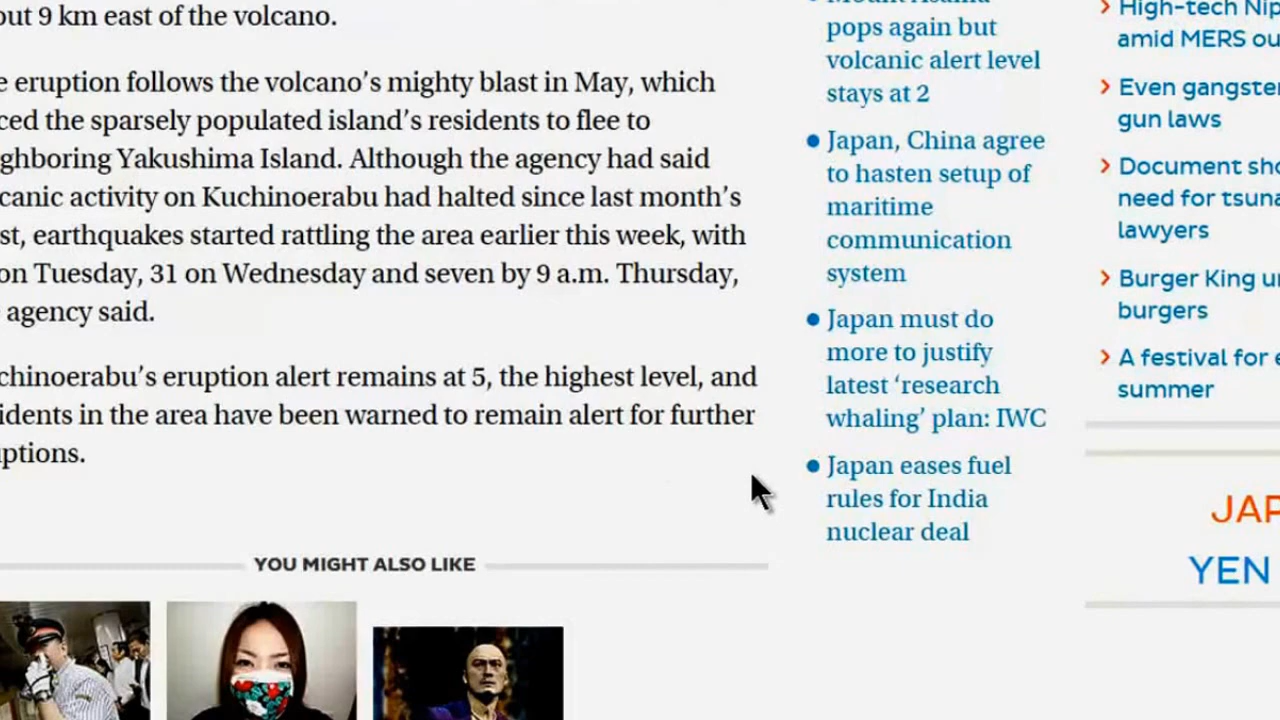 out 9 km east of the volcano.
e eruption follows the volcano's mighty blast in May, which
ced the sparsely populated island's residents to flee to
ghboring Yakushima Island. Although the agency had said
canic activity on Kuchinoerabu had halted since last month's
st, earthquakes started rattling the area earlier this week, with
on Tuesday, 31 on Wednesday and seven by 9 a.m. Thursday,
agency said.
chinoerabu's eruption alert remains at 5, the highest level, and
idents in the area have been warned to remain alert for further
ptions.
YOU MIGHT ALSO LIKE
Mount Asama
pops again but
volcanic alert level
stays at 2
Japan, China agree
to hasten setup of
maritime
communication
system
Japan must do
more to justify
latest ‘research
whaling’ plan: IWC
Japan eases fuel
rules for India
nuclear deal
High-tech Nip
amid MERS ou
Even gangste
gun laws
Document sho
need for tsuna
lawyers
Burger King u
burgers
A festival for e
summer
JAP
YEN